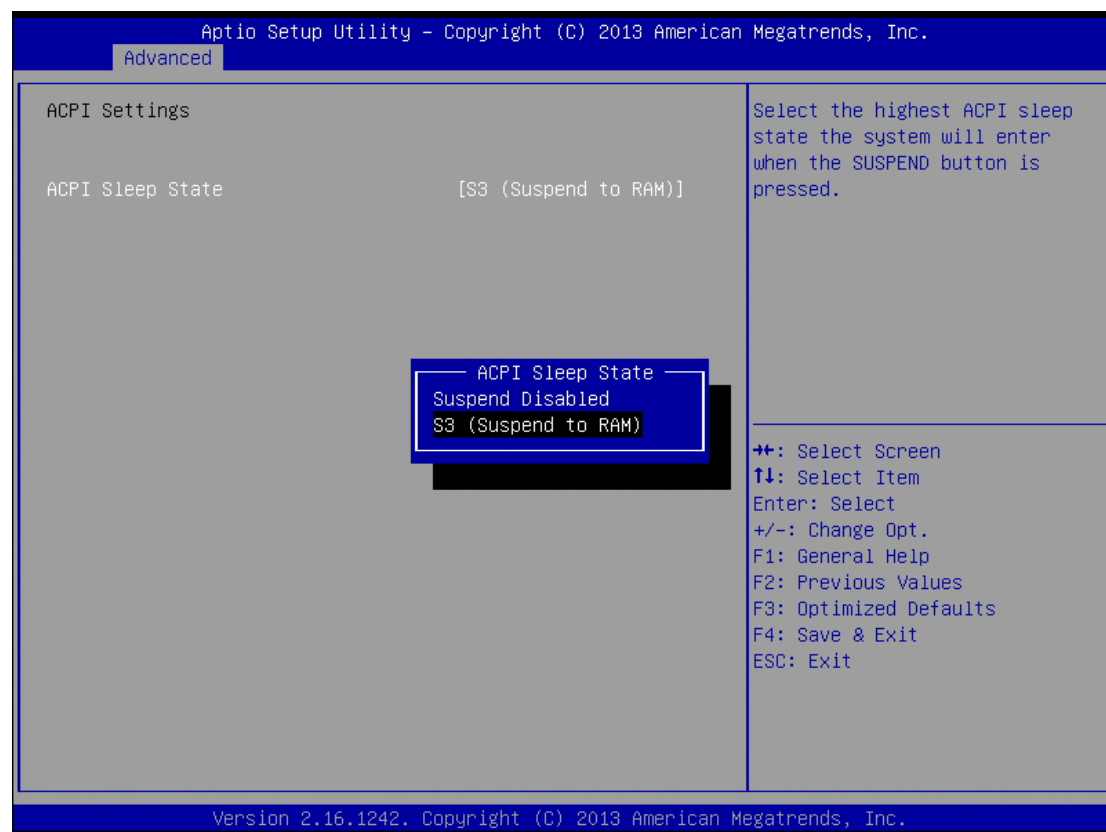 Aptio Setup Utility – Copyright (C) 2013 American Megatrends, Inc.
Advanced
ACPI Settings
ACPI Sleep State [S3 (Suspend to RAM)]
Select the highest ACPI sleep
state the system will enter
when the SUSPEND button is
pressed.
ACPI Sleep State
Suspend Disabled
S3 (Suspend to RAM)
→←: Select Screen
↑↓: Select Item
Enter: Select
+/-: Change Opt.
F1: General Help
F2: Previous Values
F3: Optimized Defaults
F4: Save & Exit
ESC: Exit
Version 2.16.1242. Copyright (C) 2013 American Megatrends, Inc.